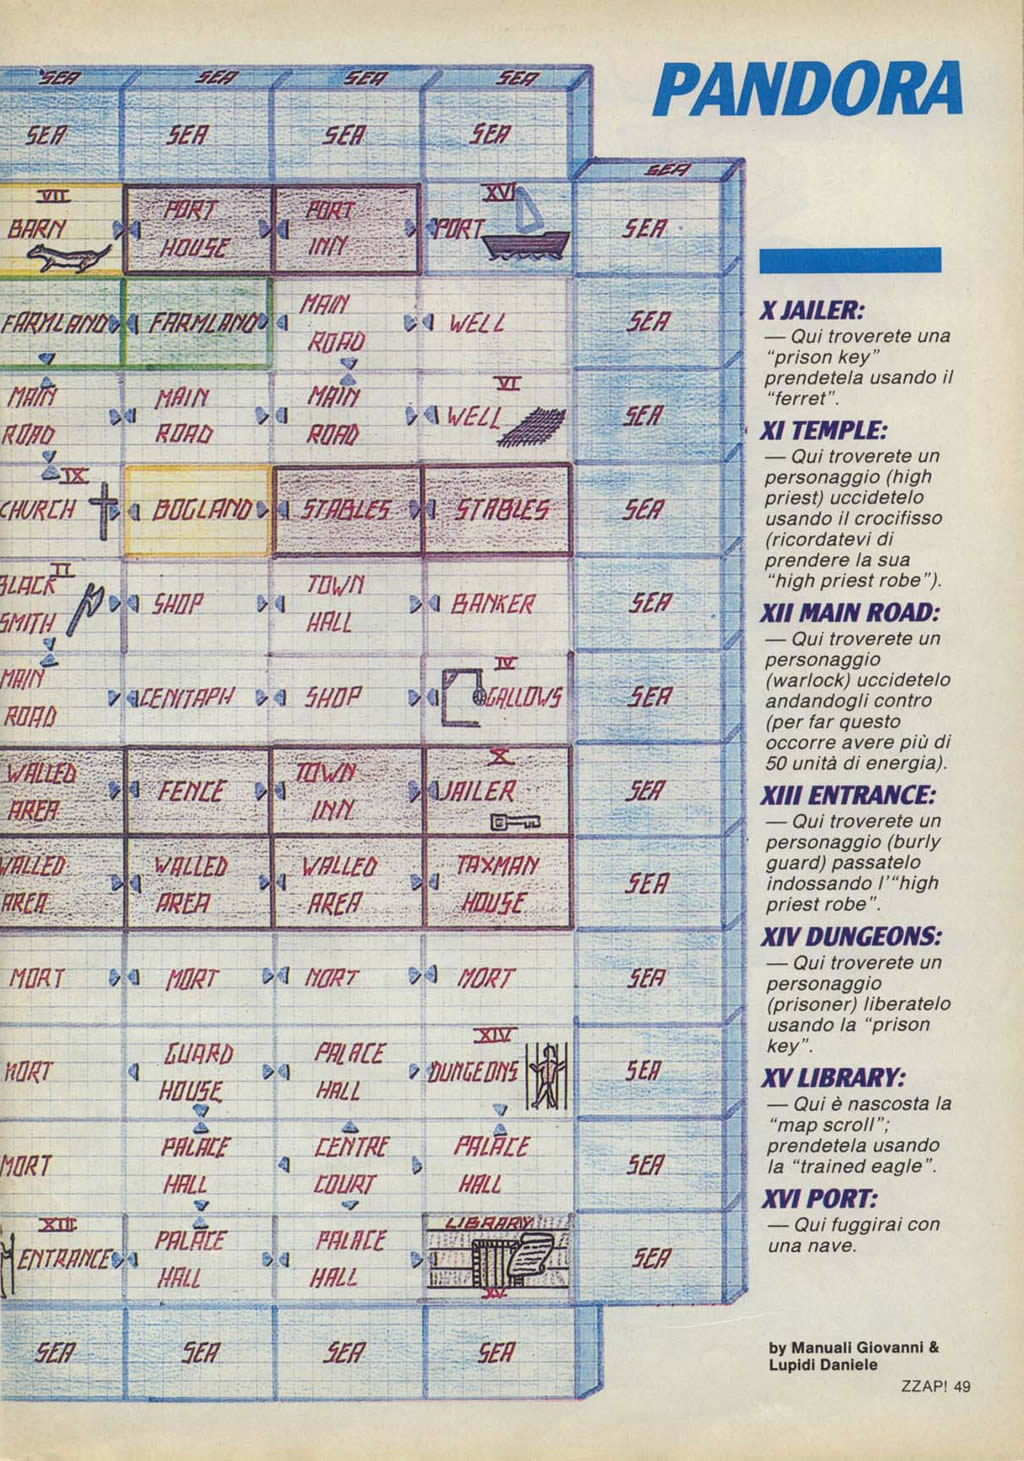 PANDORA
SEA SEA SEA SEA
SEA SEA SEA SEA
SEA
VII XVI
BARN PORT HOUSE PORT INN PORT SEA
FARMLAND FARMLAND MAIN ROAD WELL SEA
VI
MAIN ROAD MAIN ROAD MAIN ROAD WELL SEA
IX
CHURCH BOGLAND STABLES STABLES SEA
II
BLACK SMITH SHOP TOWN HALL BANKER SEA
IV
MAIN ROAD CENITAPH SHOP GALLOWS SEA
X
WALLED AREA FENCE TOWN INN JAILER SEA
WALLED AREA WALLED AREA WALLED AREA TAXMAN HOUSE SEA
MORT MORT MORT MORT SEA
XIV
MORT GUARD HOUSE PALACE HALL DUNGEONS SEA
MORT PALACE HALL CENTRE COURT PALACE HALL SEA
XIII
ENTRANCE PALACE HALL PALACE HALL LIBRARY SEA
XV
SEA SEA SEA SEA
X JAILER:
— Qui troverete una
"prison key"
prendetela usando il
"ferret".
XI TEMPLE:
— Qui troverete un
personaggio (high
priest) uccidetelo
usando il crocifisso
(ricordatevi di
prendere la sua
"high priest robe").
XII MAIN ROAD:
— Qui troverete un
personaggio
(warlock) uccidetelo
andandogli contro
(per far questo
occorre avere più di
50 unità di energia).
XIII ENTRANCE:
— Qui troverete un
personaggio (burly
guard) passatelo
indossando l'"high
priest robe".
XIV DUNGEONS:
— Qui troverete un
personaggio
(prisoner) liberatelo
usando la "prison
key".
XV LIBRARY:
— Qui è nascosta la
"map scroll";
prendetela usando
la "trained eagle".
XVI PORT:
— Qui fuggirai con
una nave.
by Manuali Giovanni &
Lupidi Daniele
ZZAP! 49